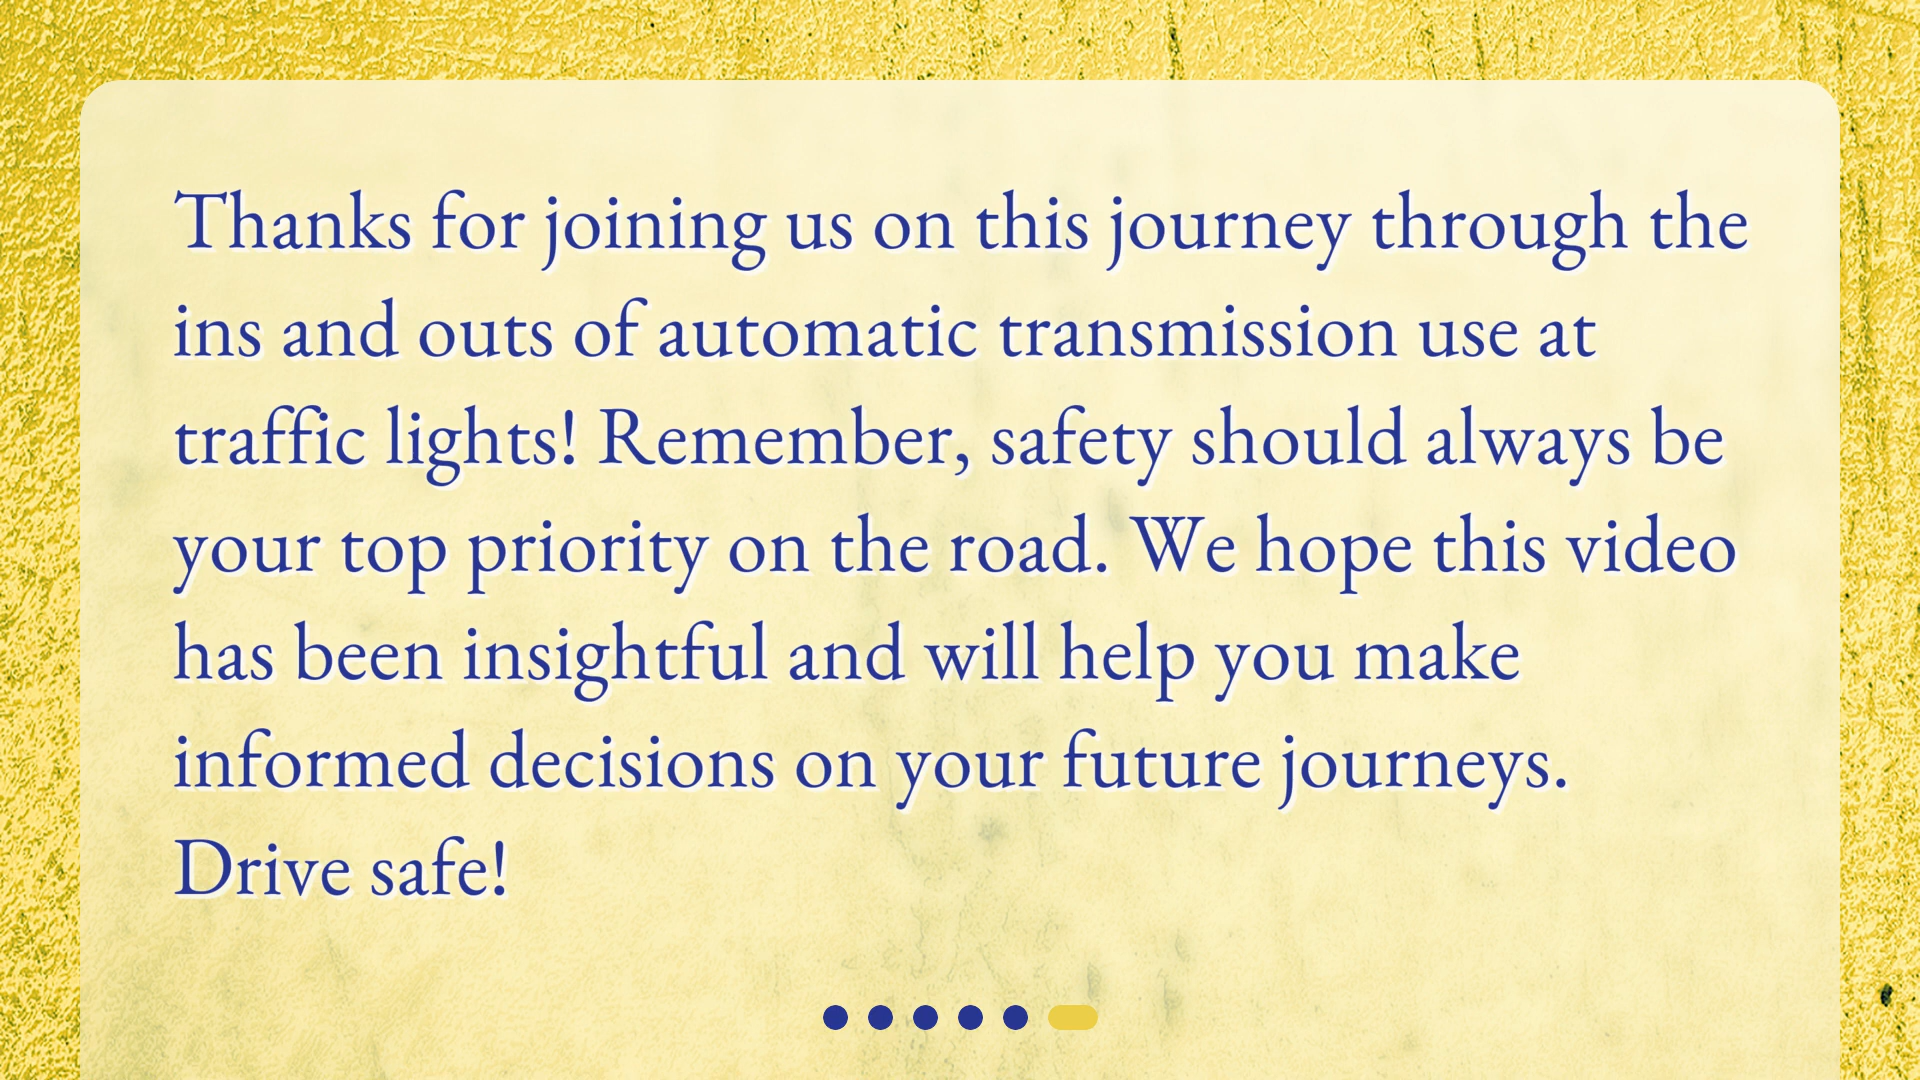 Thanks for joining us on this journey through the
ins and outs of automatic transmission use at
traffic lights! Remember, safety should always be
your top priority on the road. We hope this video
has been insightful and will help you make
informed decisions on your future journeys.
Drive safe!